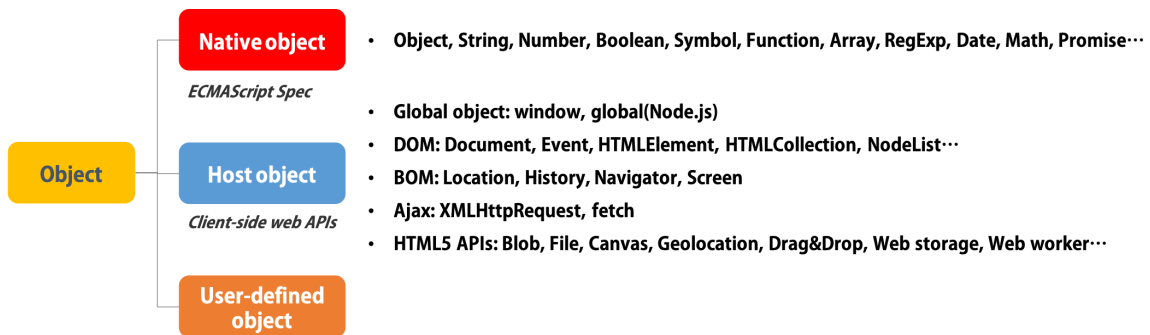 Object
Native object
ECMAScript Spec
• Object, String, Number, Boolean, Symbol, Function, Array, RegExp, Date, Math, Promise⋯
Host object
Client-side web APIs
• Global object: window, global(Node.js)
• DOM: Document, Event, HTMLElement, HTMLCollection, NodeList⋯
• BOM: Location, History, Navigator, Screen
• Ajax: XMLHttpRequest, fetch
• HTML5 APIs: Blob, File, Canvas, Geolocation, Drag&Drop, Web storage, Web worker⋯
User-defined
object